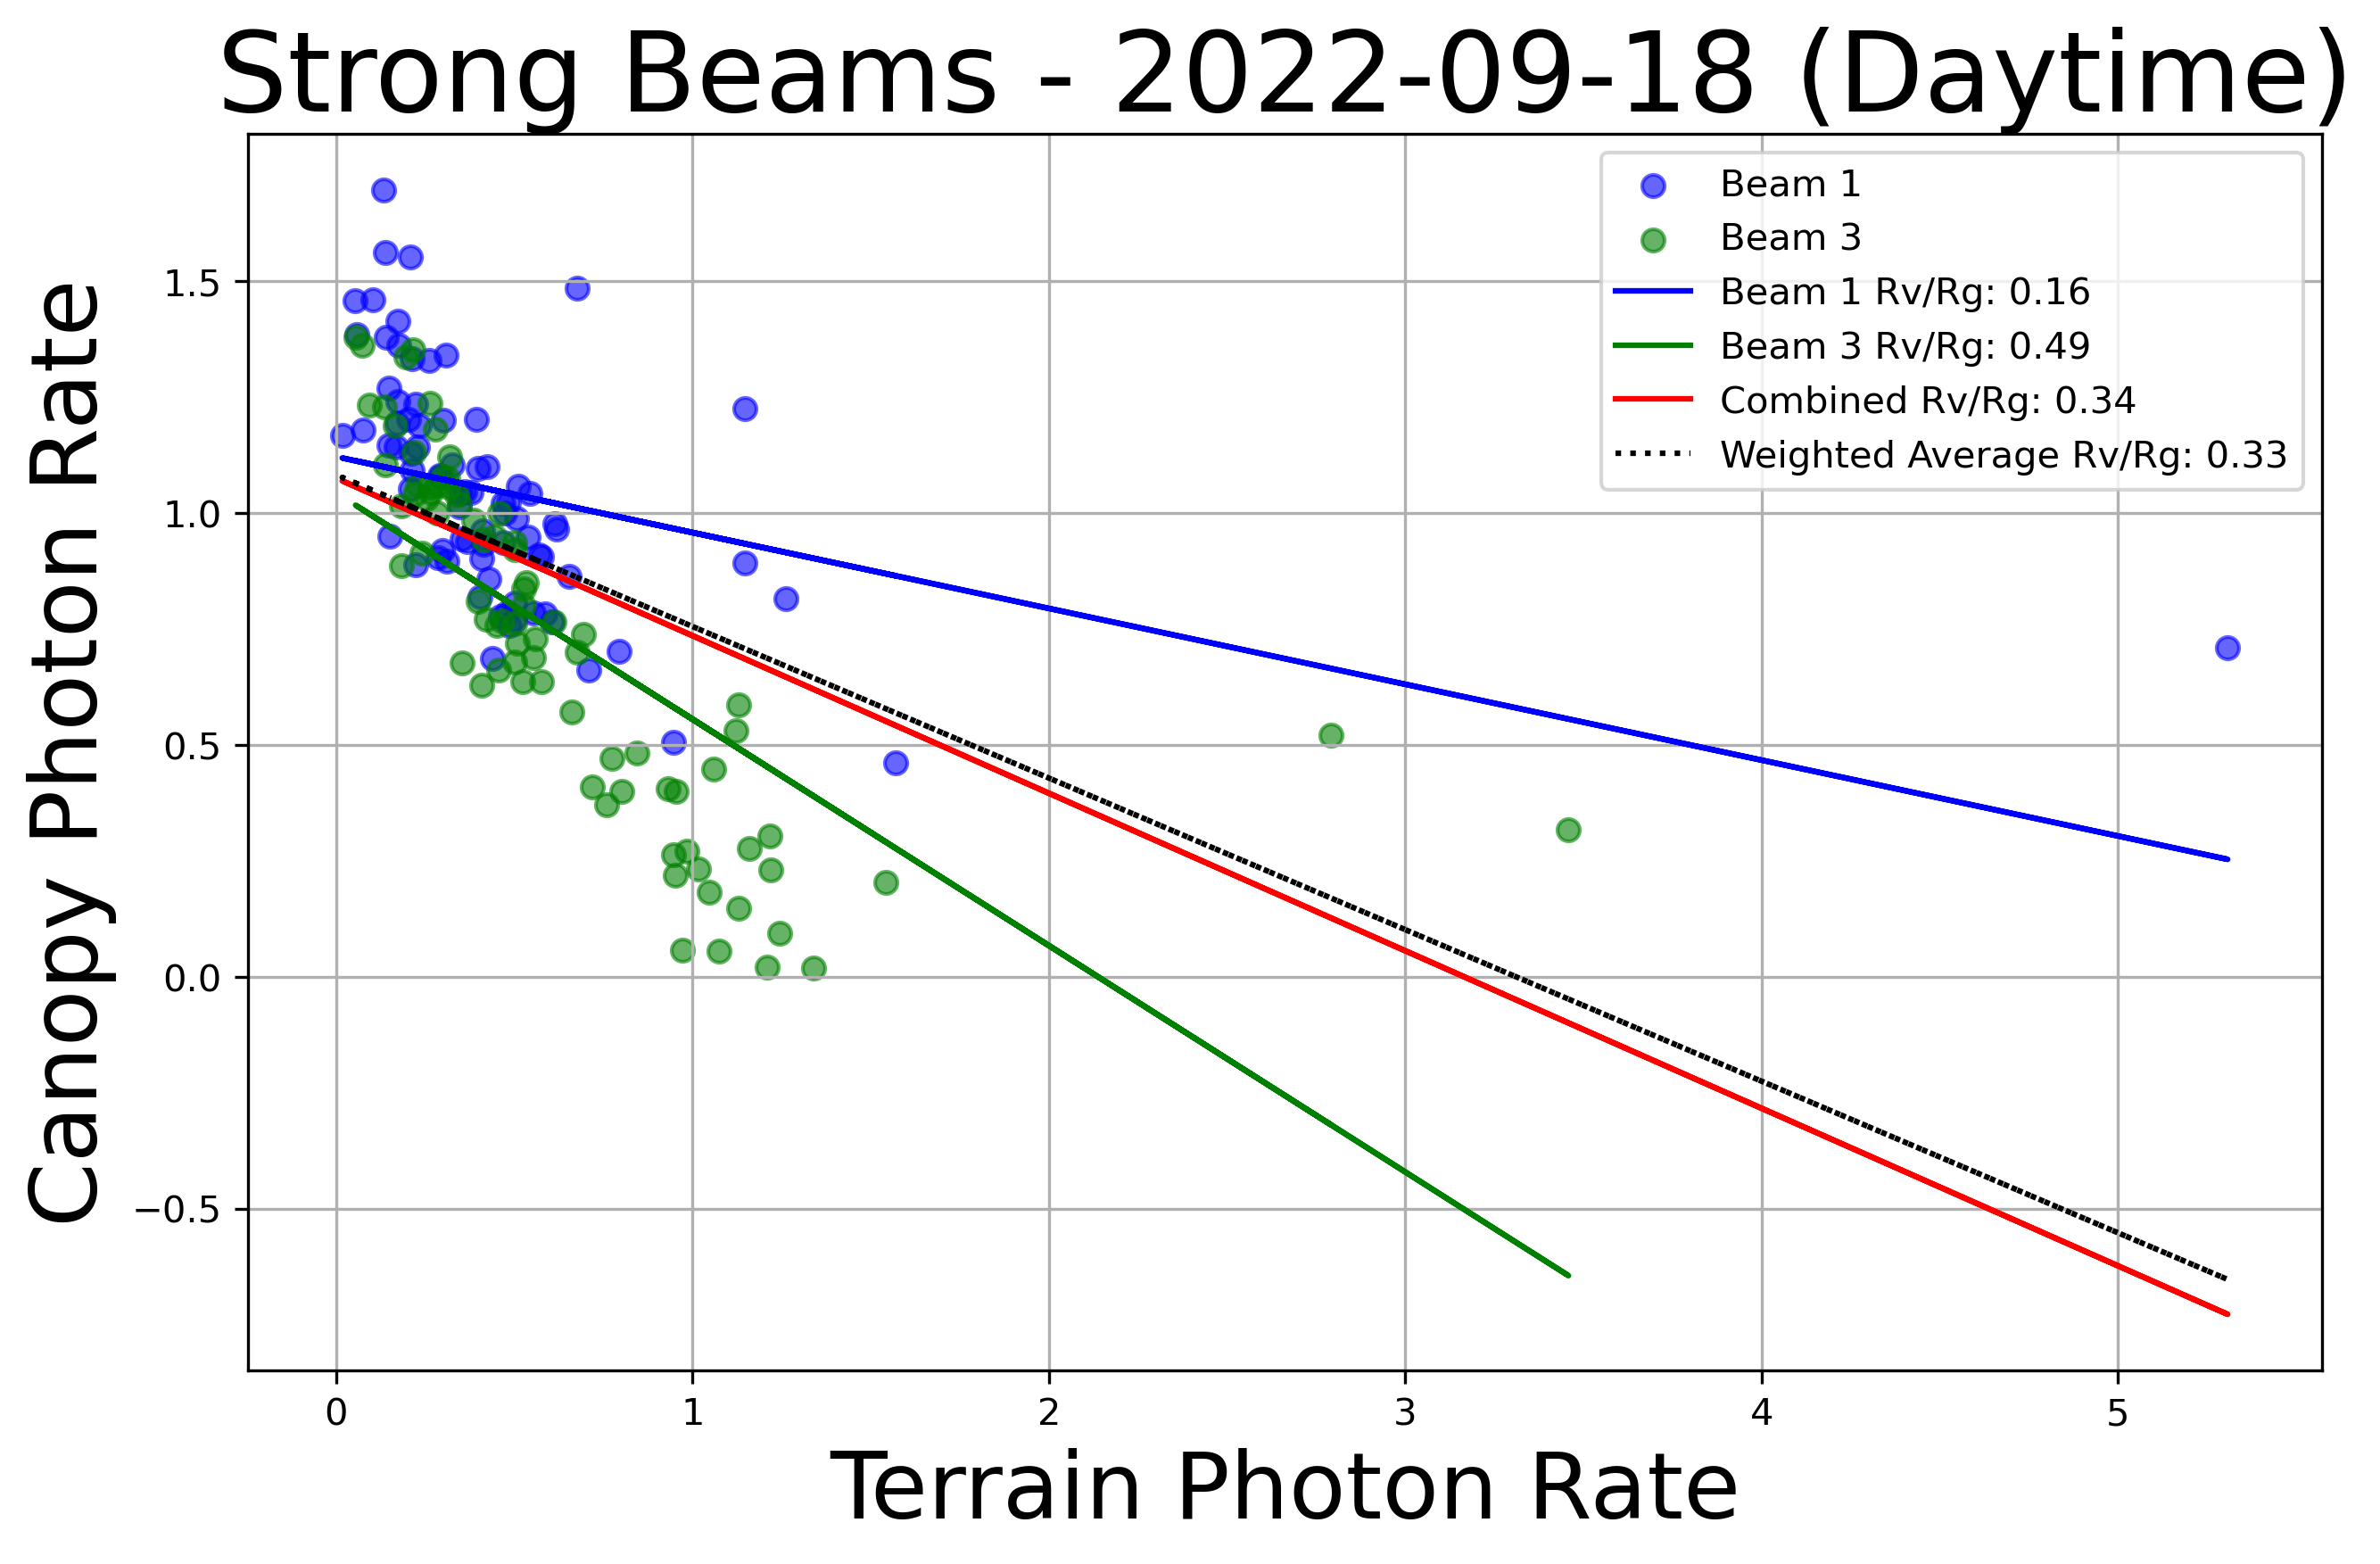 Strong Beams - 2022-09-18 (Daytime)
Canopy Photon Rate
1.5
1.0
0.5
0.0
−0.5
Beam 1
Beam 3
Beam 1 Rv/Rg: 0.16
Beam 3 Rv/Rg: 0.49
Combined Rv/Rg: 0.34
Weighted Average Rv/Rg: 0.33
0 1 2 3 4 5
Terrain Photon Rate